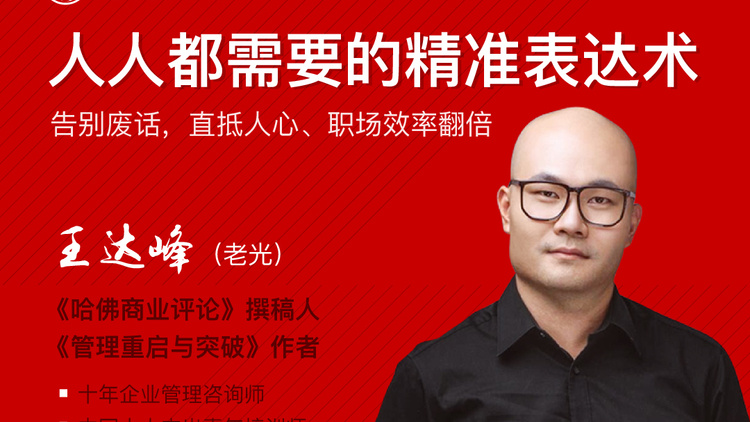 人人都需要的精准表达术
告别废话，直抵人心、职场效率翻倍
王达峰（老光）
《哈佛商业评论》撰稿人
《管理重启与突破》作者
十年企业管理咨询师